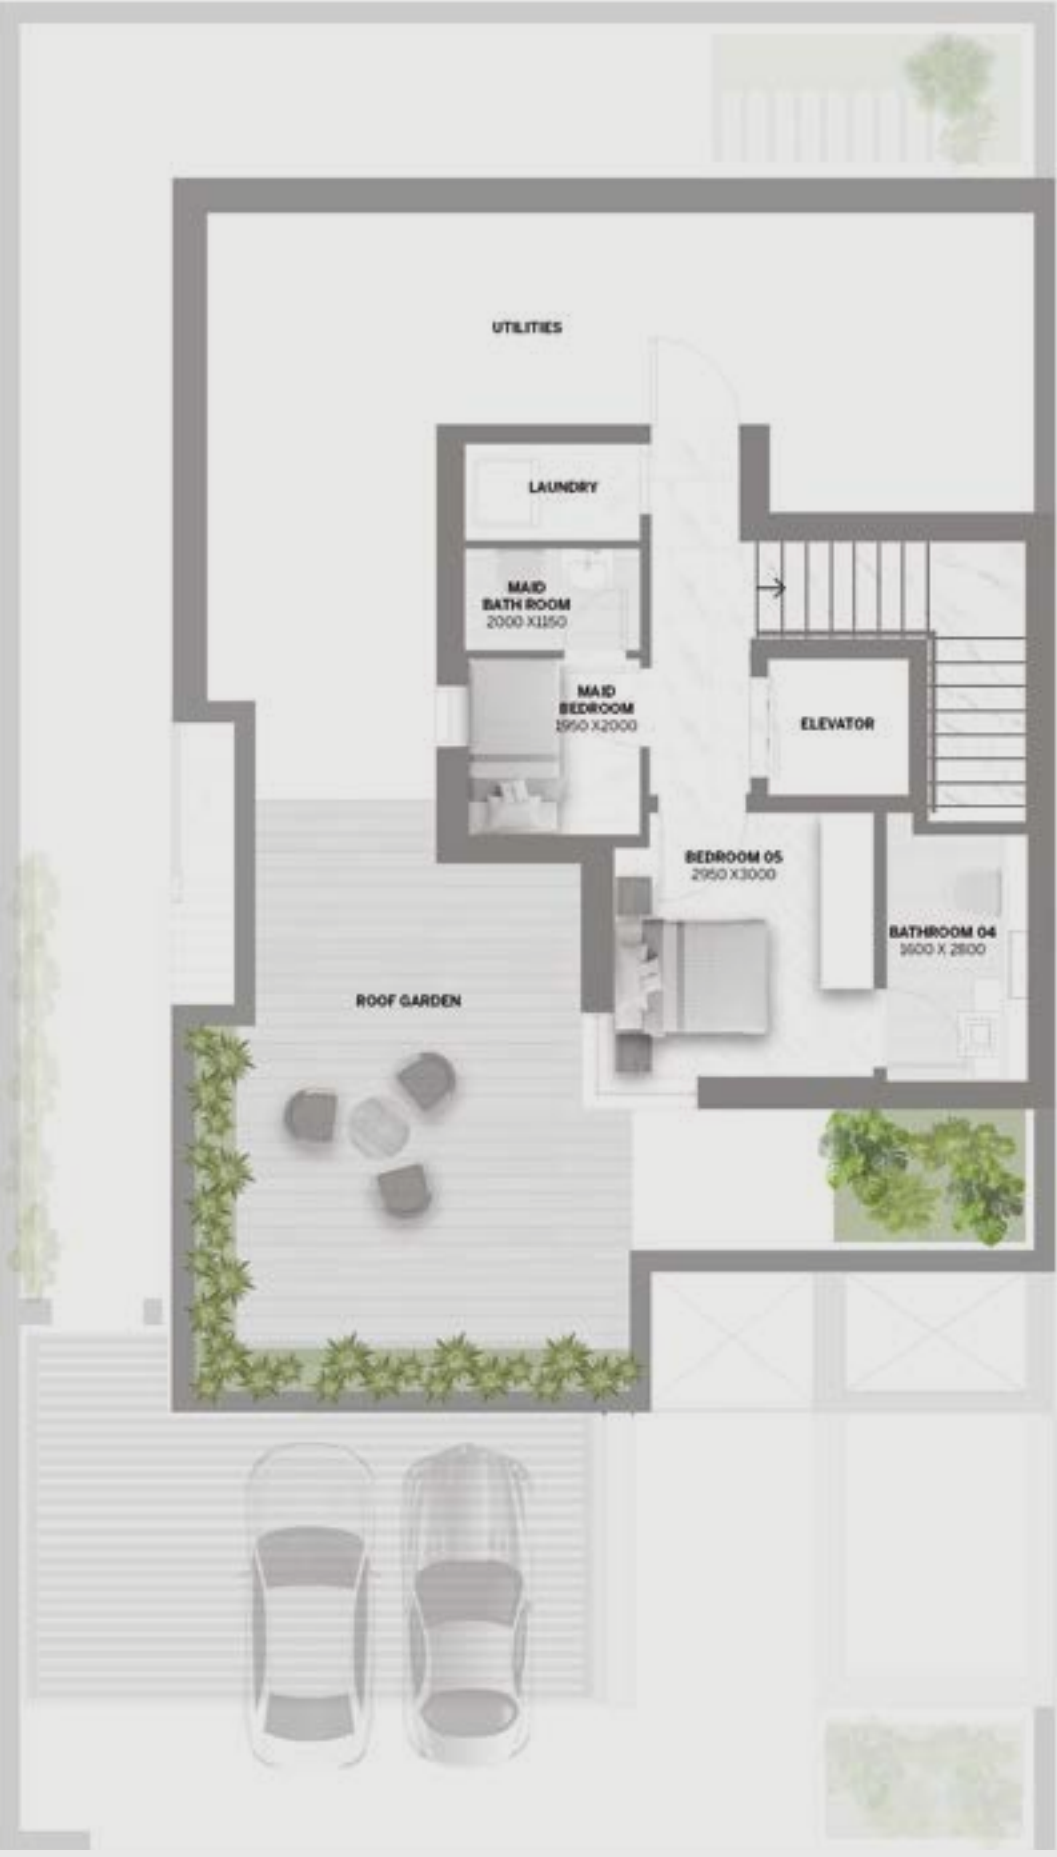 UTILITIES
LAUNDRY
MAID
BATH ROOM
2000 X1150
MAID
BEDROOM
1950 X2000
ELEVATOR
BEDROOM 05
2950 X3000
BATHROOM 04
1600 X 2800
ROOF GARDEN